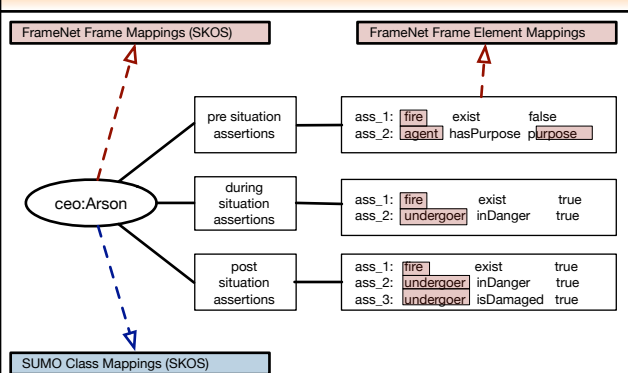 FrameNet Frame Mappings (SKOS)
FrameNet Frame Element Mappings
pre situation
assertions
ass_1: fire exist false
ass_2: agent hasPurpose purpose
ceo:Arson
during
situation
assertions
ass_1: fire exist true
ass_2: undergoer inDanger true
post
situation
assertions
ass_1: fire exist true
ass_2: undergoer inDanger true
ass_3: undergoer isDamaged true
SUMO Class Mappings (SKOS)